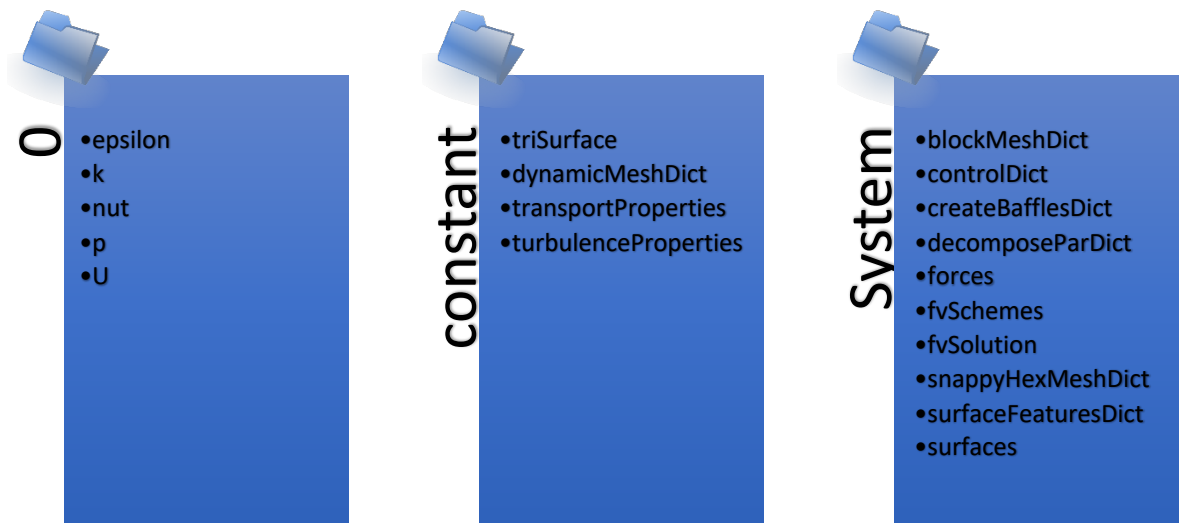 0
•epsilon
•k
•nut
•p
•U
constant
•triSurface
•dynamicMeshDict
•transportProperties
•turbulenceProperties
System
•blockMeshDict
•controlDict
•createBafflesDict
•decomposeParDict
•forces
•fvSchemes
•fvSolution
•snappyHexMeshDict
•surfaceFeaturesDict
•surfaces